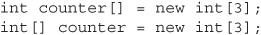 int counter[] = new int[3];
int[] counter = new int[3];